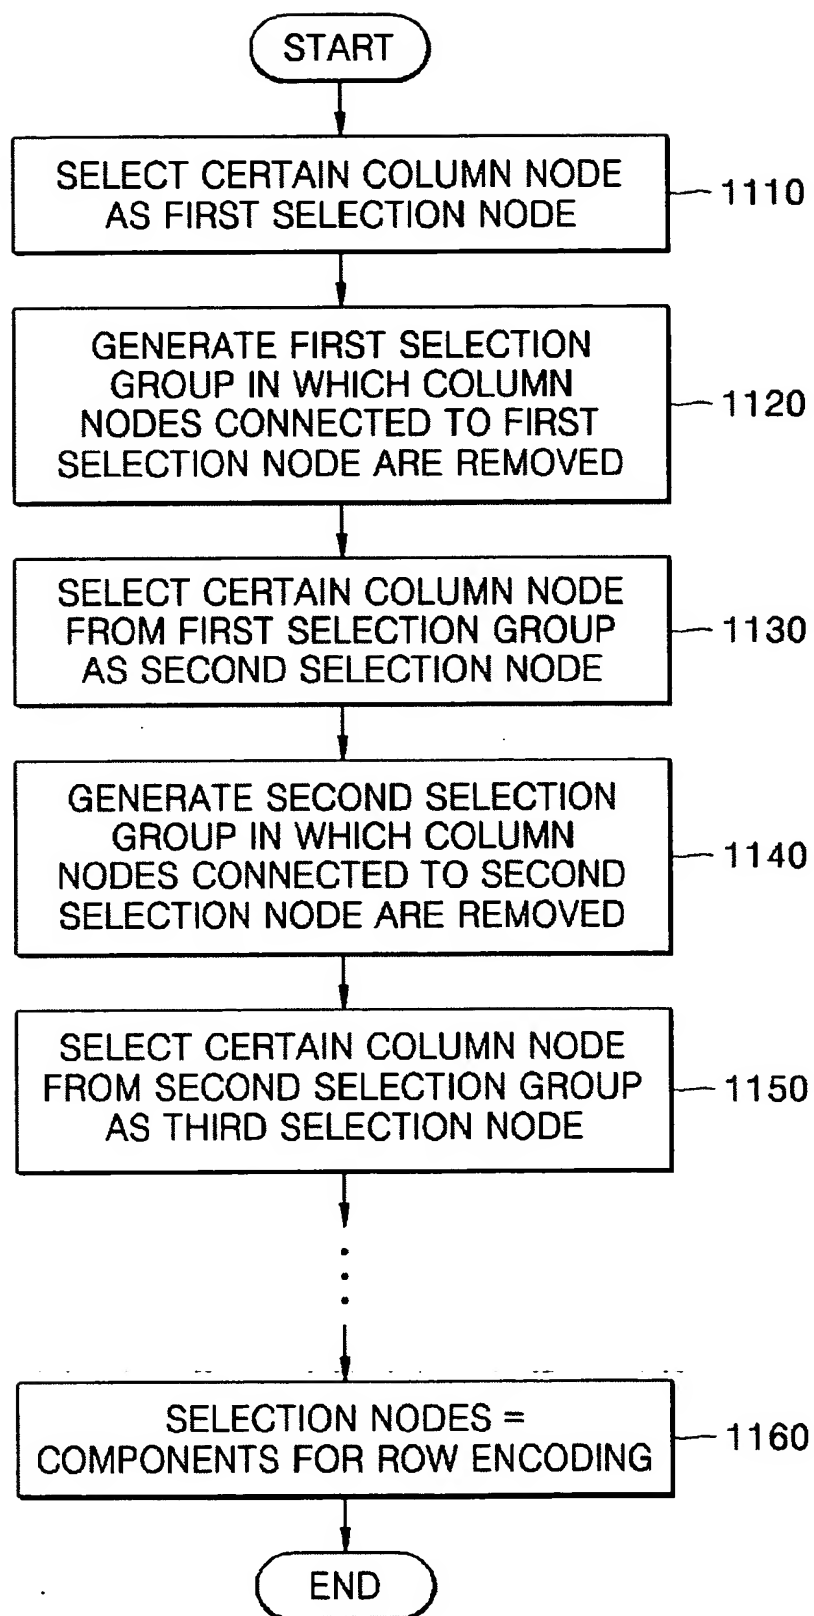 START
SELECT CERTAIN COLUMN NODE
AS FIRST SELECTION NODE
1110
GENERATE FIRST SELECTION
GROUP IN WHICH COLUMN
NODES CONNECTED TO FIRST
SELECTION NODE ARE REMOVED
1120
SELECT CERTAIN COLUMN NODE
FROM FIRST SELECTION GROUP
AS SECOND SELECTION NODE
1130
GENERATE SECOND SELECTION
GROUP IN WHICH COLUMN
NODES CONNECTED TO SECOND
SELECTION NODE ARE REMOVED
1140
SELECT CERTAIN COLUMN NODE
FROM SECOND SELECTION GROUP
AS THIRD SELECTION NODE
1150
SELECTION NODES =
COMPONENTS FOR ROW ENCODING
1160
END